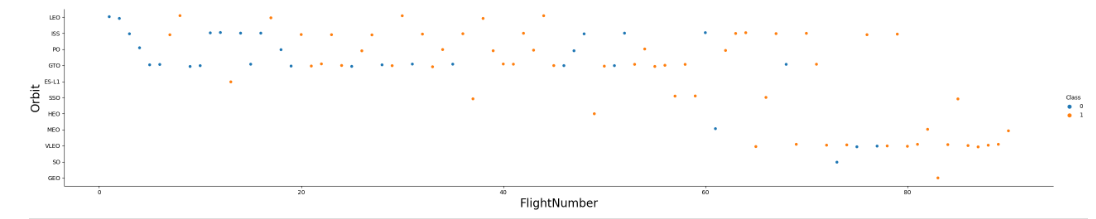 LEO
ISS
PO
GTO
ES-L1
SSO
HEO
MEO
VLEO
SO
GEO
Orbit
0 20 40 60 80
FlightNumber
Class
0
1